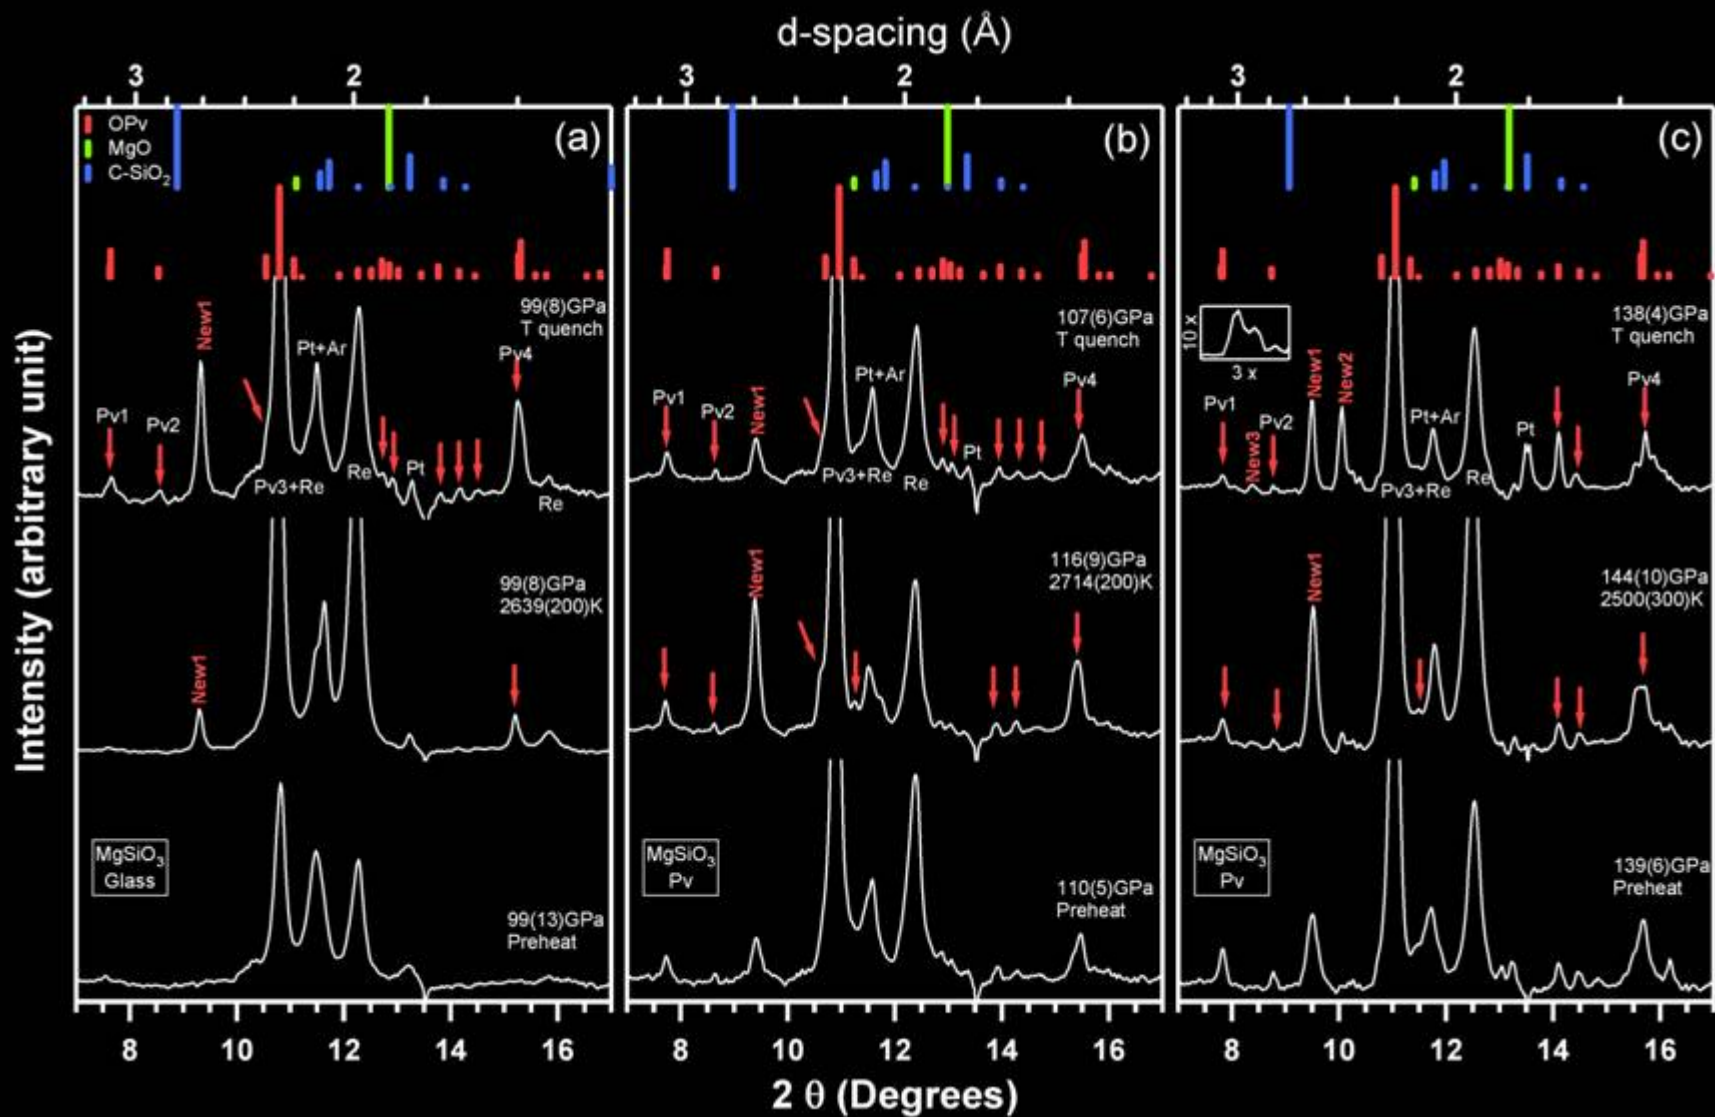 d-spacing (Å)
3 2 3 2 3 2
Intensity (arbitrary unit)
(a)
OPv
MgO
C-SiO₂
99(8)GPa
T quench
New1
Pt+Ar
Pv4
Pv1
Pv2
Pv3+Re
Re
Pt
Re
99(8)GPa
2639(200)K
New1
MgSiO₃
Glass
99(13)GPa
Preheat
8 10 12 14 16
(b)
107(6)GPa
T quench
Pt+Ar
Pv4
Pv1
Pv2
New1
Pv3+Re
Re
Pt
116(9)GPa
2714(200)K
New1
MgSiO₃
Pv
110(5)GPa
Preheat
8 10 12 14 16
(c)
138(4)GPa
T quench
10 x
3 x
New1
New2
Pv4
Pv1
Pv2
New3
Pt+Ar
Pt
Pv3+Re
Re
144(10)GPa
2500(300)K
New1
MgSiO₃
Pv
139(6)GPa
Preheat
8 10 12 14 16
2 θ (Degrees)